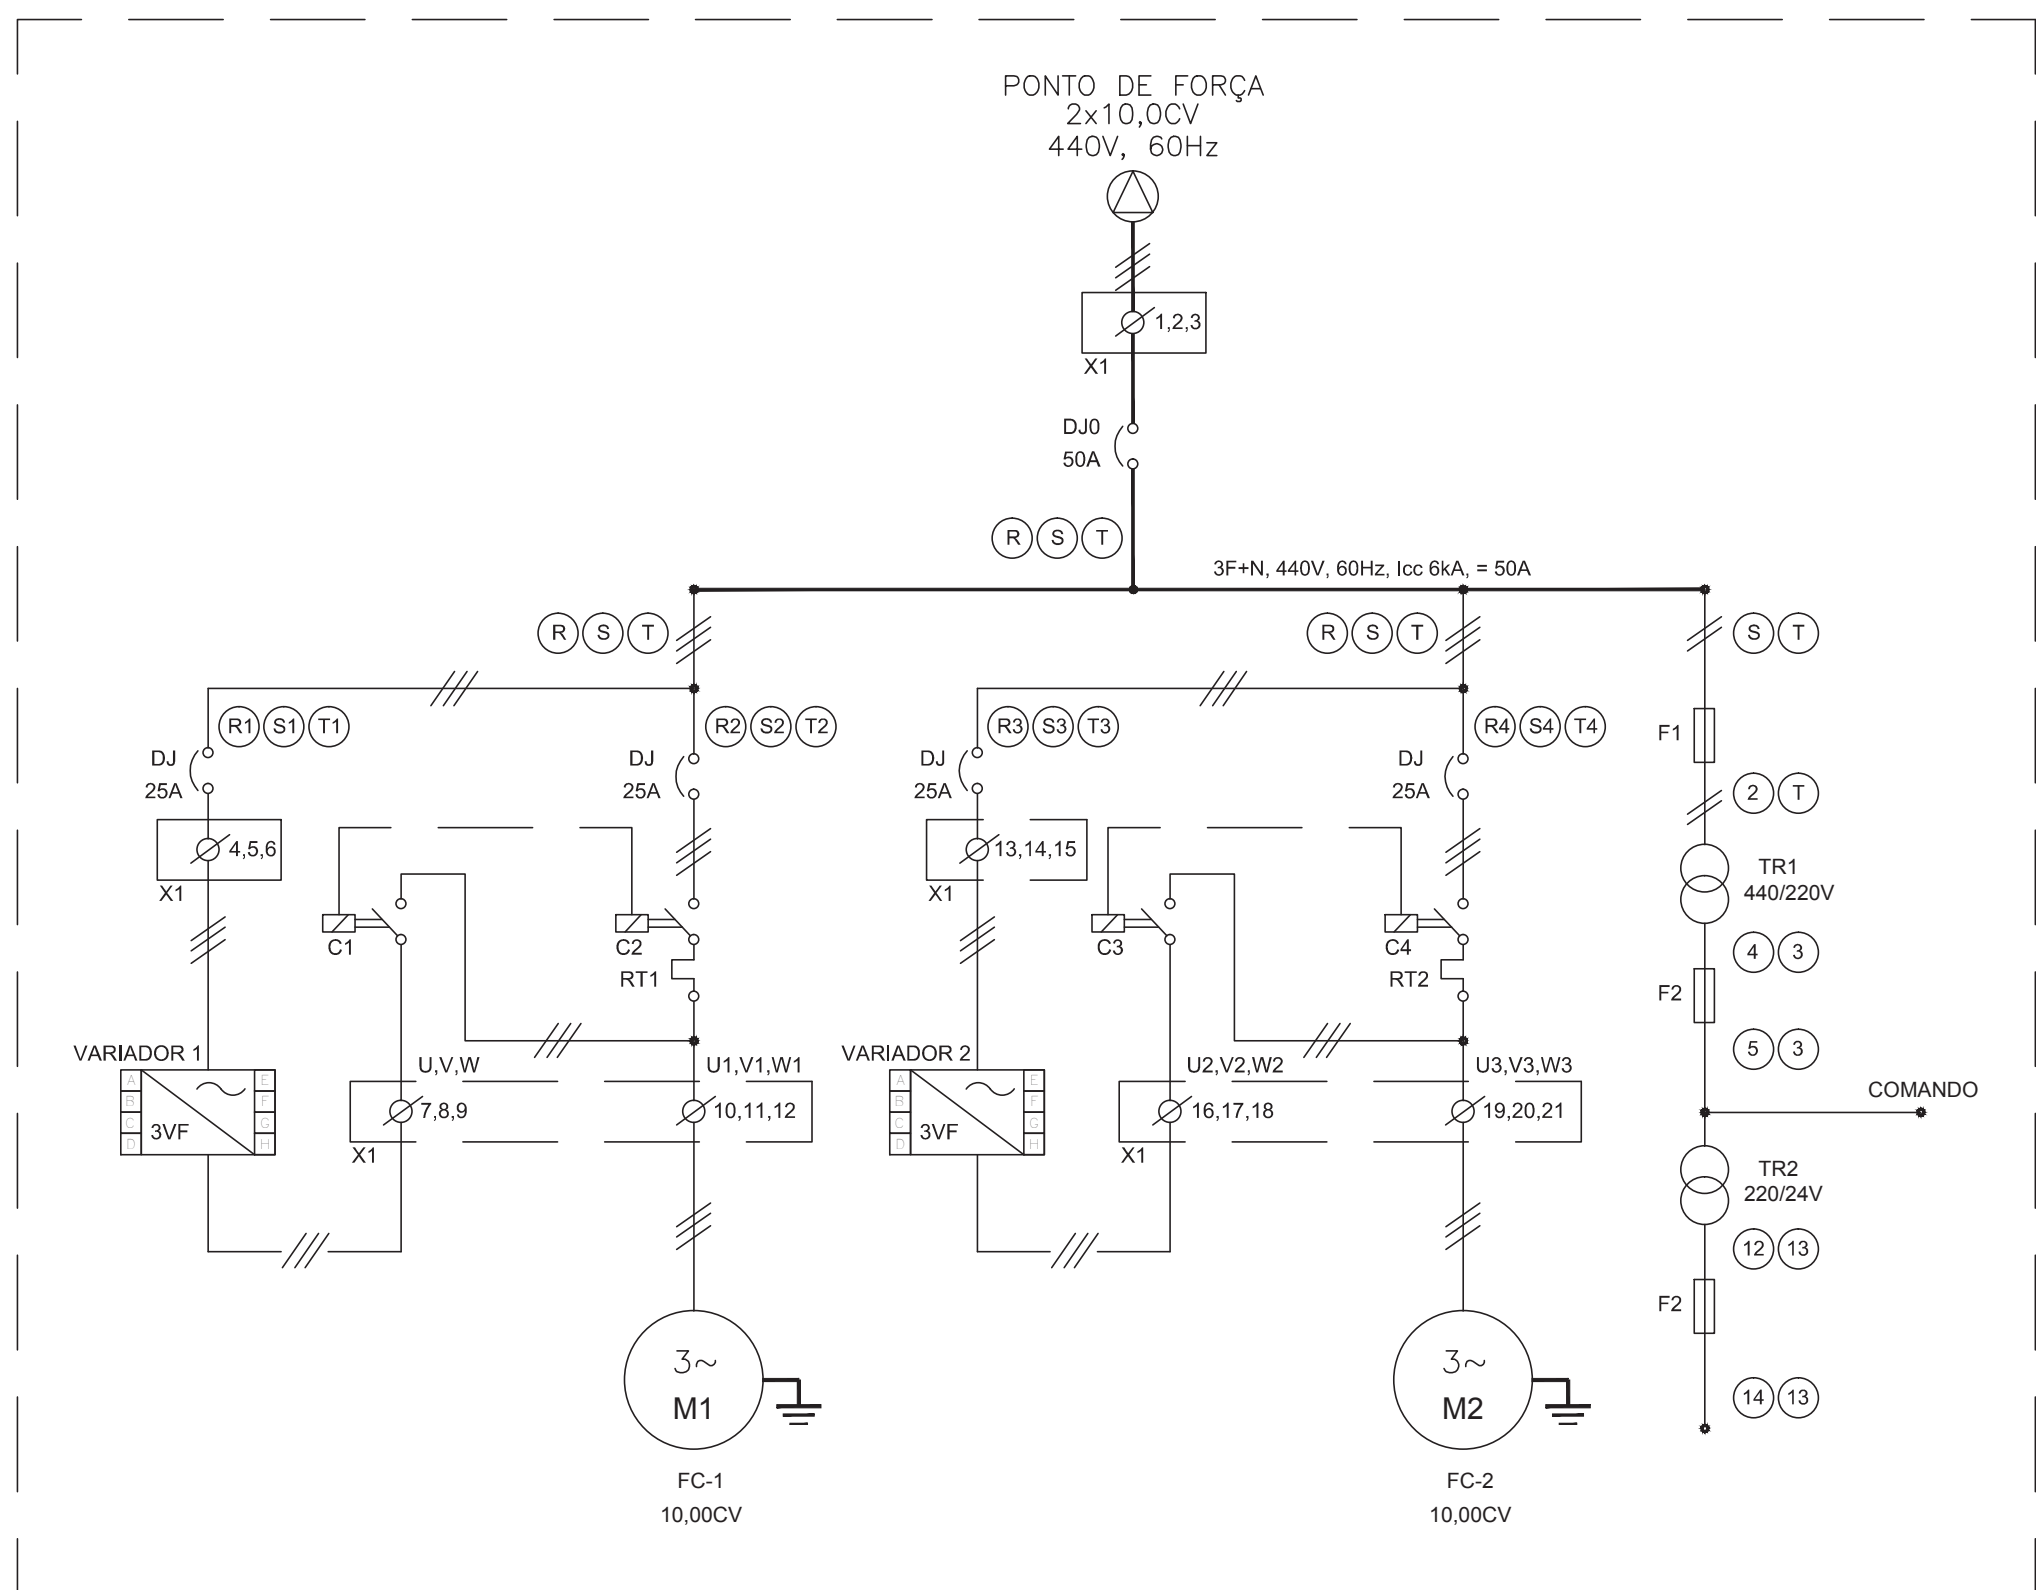 PONTO DE FORÇA
2x10,0CV
440V, 60Hz
1,2,3
X1
DJ0
50A
R S T
3F+N, 440V, 60Hz, Icc 6kA, = 50A
R S T
R S T
S T
R1 S1 T1
R2 S2 T2
R3 S3 T3
R4 S4 T4
F1
DJ
25A
DJ
25A
DJ
25A
DJ
25A
2 T
4,5,6
X1
13,14,15
X1
TR1
440/220V
C1
C2
RT1
C3
C4
RT2
4 3
F2
5 3
VARIADOR 1
A
B
C
D
3VF
E
F
G
H
U,V,W
7,8,9
X1
U1,V1,W1
10,11,12
VARIADOR 2
A
B
C
D
3VF
E
F
G
H
U2,V2,W2
16,17,18
X1
U3,V3,W3
19,20,21
COMANDO
TR2
220/24V
12 13
F2
14 13
3~
M1
FC-1
10,00CV
3~
M2
FC-2
10,00CV